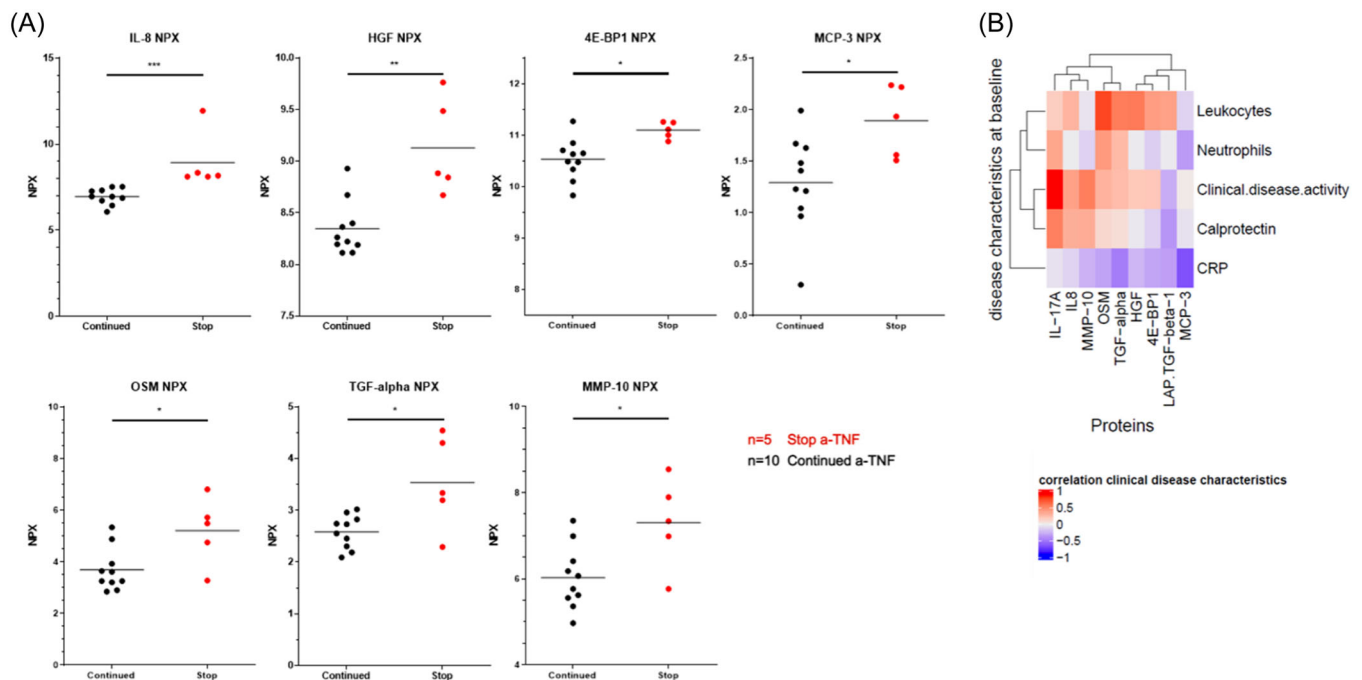 (A)
IL-8 NPX
***
NPX
15
10
5
0
Continued
Stop
HGF NPX
**
NPX
10.0
9.5
9.0
8.5
8.0
7.5
Continued
Stop
4E-BP1 NPX
*
NPX
12
11
10
9
8
Continued
Stop
MCP-3 NPX
*
NPX
2.5
2.0
1.5
1.0
0.5
0.0
Continued
Stop
OSM NPX
*
NPX
10
8
6
4
2
0
Continued
Stop
TGF-alpha NPX
*
NPX
5
4
3
2
1
0
Continued
Stop
MMP-10 NPX
*
NPX
10
8
6
4
Continued
Stop
n=5 Stop a-TNF
n=10 Continued a-TNF
(B)
disease characteristics at baseline
Leukocytes
Neutrophils
Clinical.disease.activity
Calprotectin
CRP
IL-17A
IL8
MMP-10
OSM
TGF-alpha
HGF
4E-BP1
LAP.TGF-beta-1
MCP-3
Proteins
correlation clinical disease characteristics
1
0.5
0
-0.5
-1